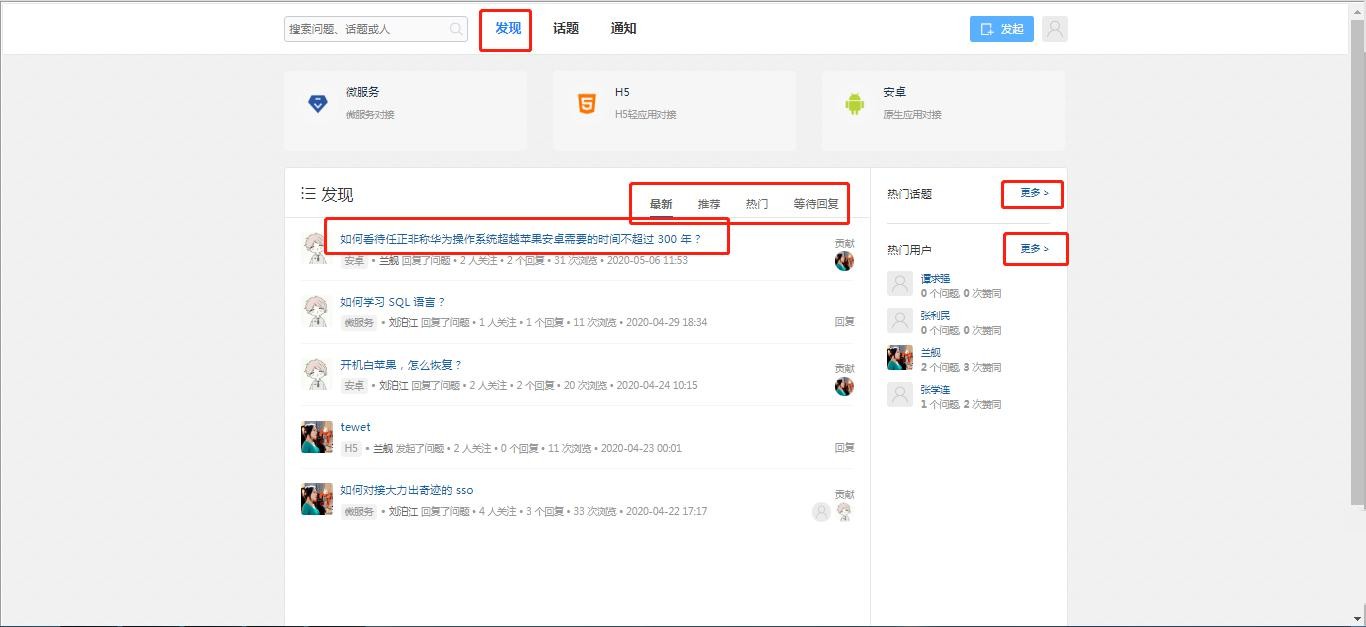 搜索问题、话题或人 发现 话题 通知 发起
微服务
微服务对接
H5
H5轻应用对接
安卓
原生应用对接
发现 最新 推荐 热门 等待回复
如何看待任正非称华为操作系统超越苹果安卓需要的时间不超过 300 年？
安卓 • 兰舰 回复了问题 • 2 人关注 • 2 个回复 • 31 次浏览 • 2020-05-06 11:53
贡献
如何学习 SQL 语言？
微服务 • 刘泊江 回复了问题 • 1 人关注 • 1 个回复 • 11 次浏览 • 2020-04-29 18:34
回复
开机白苹果，怎么恢复？
安卓 • 刘泊江 回复了问题 • 2 人关注 • 2 个回复 • 20 次浏览 • 2020-04-24 10:15
贡献
tewet
H5 • 兰舰 发起了问题 • 2 人关注 • 0 个回复 • 11 次浏览 • 2020-04-23 00:01
回复
如何对接大力出奇迹的 sso
微服务 • 刘泊江 回复了问题 • 4 人关注 • 3 个回复 • 33 次浏览 • 2020-04-22 17:17
贡献
热门话题 更多 >
热门用户 更多 >
谭求强
0 个问题, 0 次赞同
张利民
0 个问题, 0 次赞同
兰舰
2 个问题, 3 次赞同
张学连
1 个问题, 2 次赞同